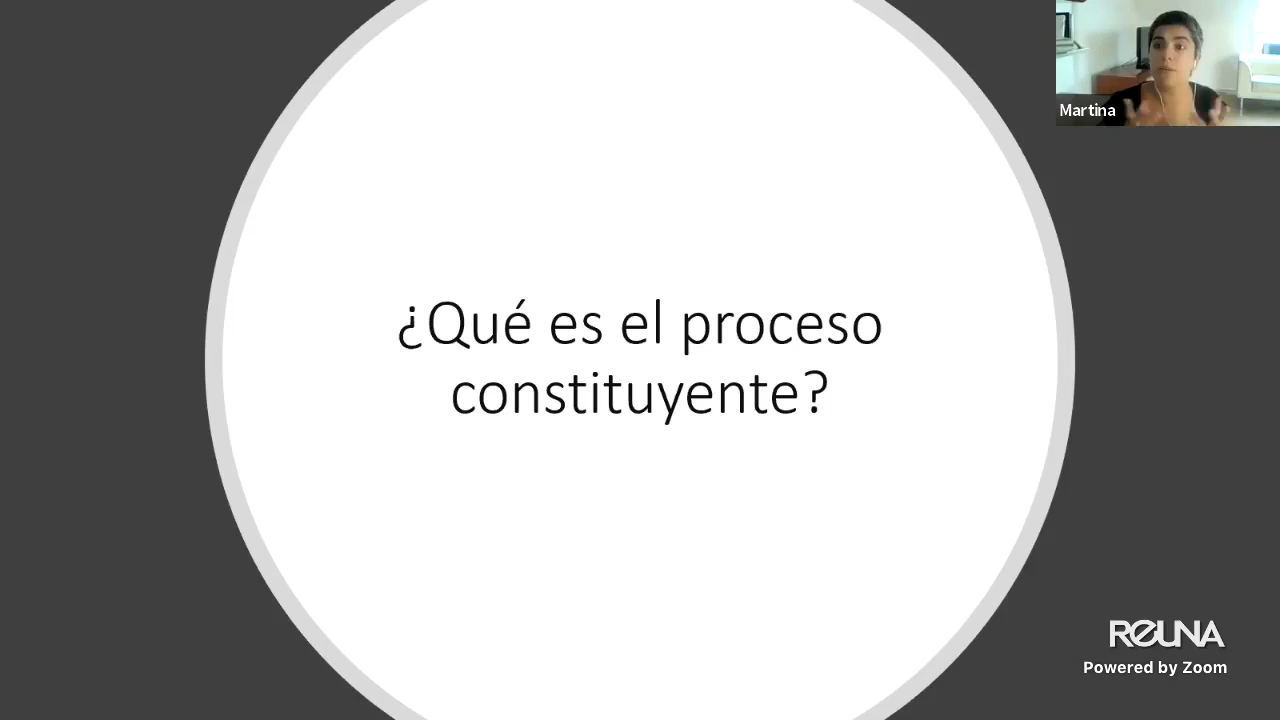 Martina
¿Qué es el proceso
constituyente?
REUNA
Powered by Zoom